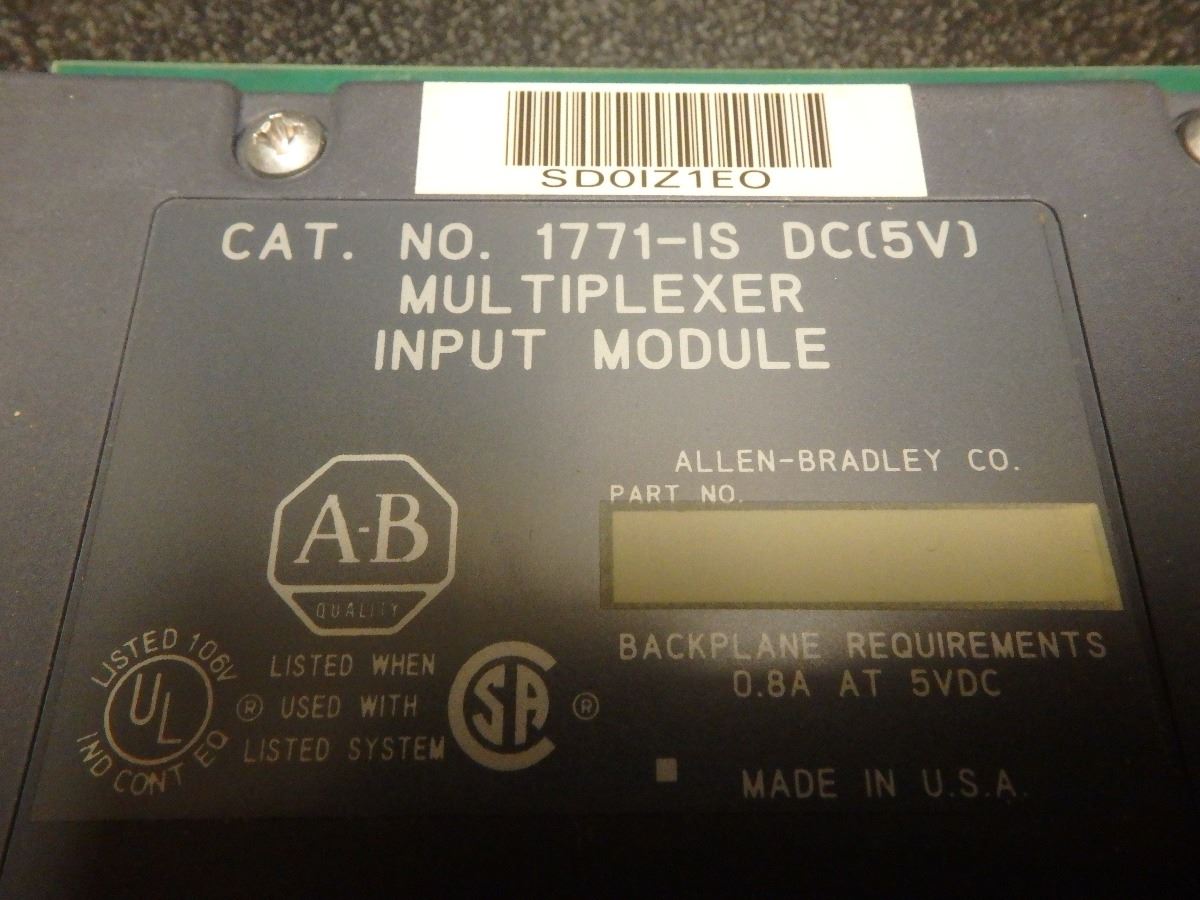 SD0IZ1EO
CAT. NO. 1771-IS DC(5V)
MULTIPLEXER
INPUT MODULE
ALLEN-BRADLEY CO.
PART NO.
A-B
QUALITY
BACKPLANE REQUIREMENTS
0.8A AT 5VDC
LISTED 106V
UL
IND CONT EQ
®
LISTED WHEN
USED WITH
LISTED SYSTEM
SA
®
MADE IN U.S.A.